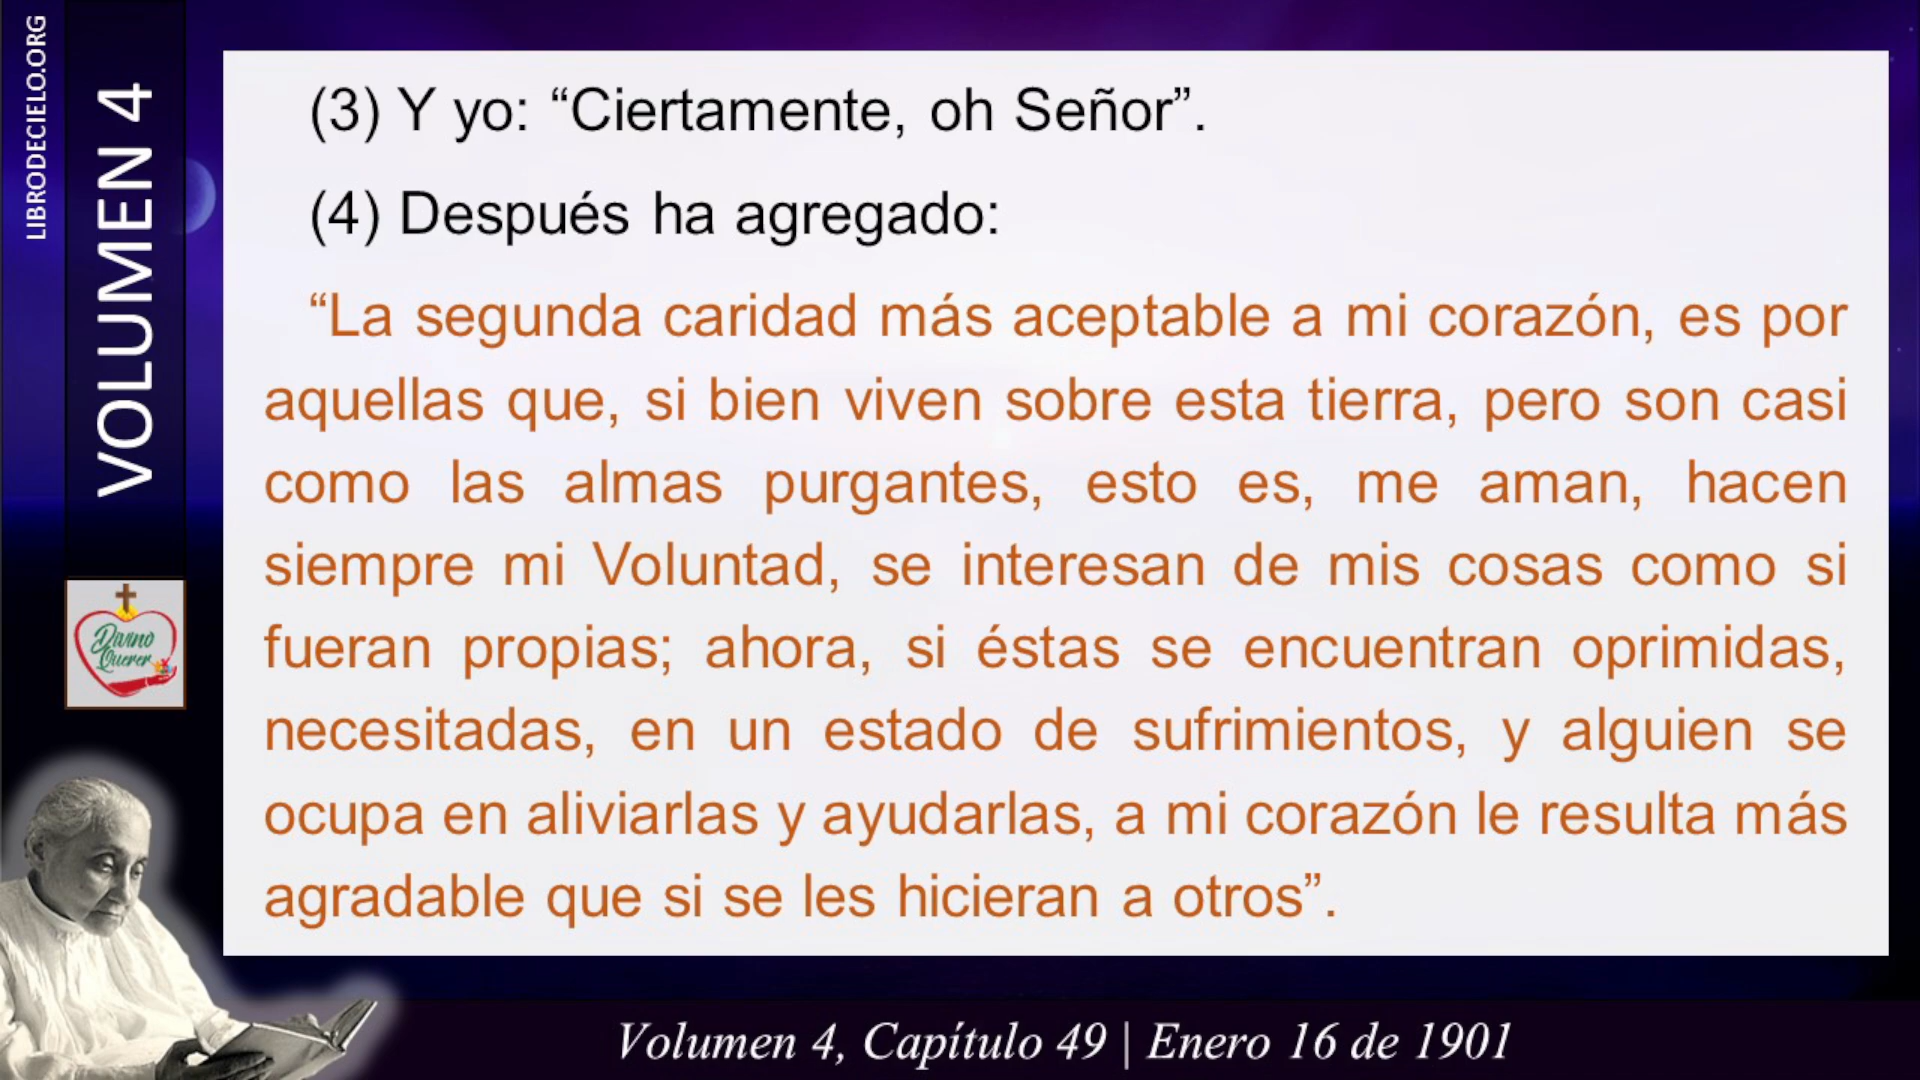 LIBRODECIELO.ORG
VOLUMEN 4
Divino
Querer
(3) Y yo: “Ciertamente, oh Señor”.
(4) Después ha agregado:
“La segunda caridad más aceptable a mi corazón, es por
aquellas que, si bien viven sobre esta tierra, pero son casi
como las almas purgantes, esto es, me aman, hacen
siempre mi Voluntad, se interesan de mis cosas como si
fueran propias; ahora, si éstas se encuentran oprimidas,
necesitadas, en un estado de sufrimientos, y alguien se
ocupa en aliviarlas y ayudarlas, a mi corazón le resulta más
agradable que si se les hicieran a otros”.
Volumen 4, Capítulo 49 | Enero 16 de 1901